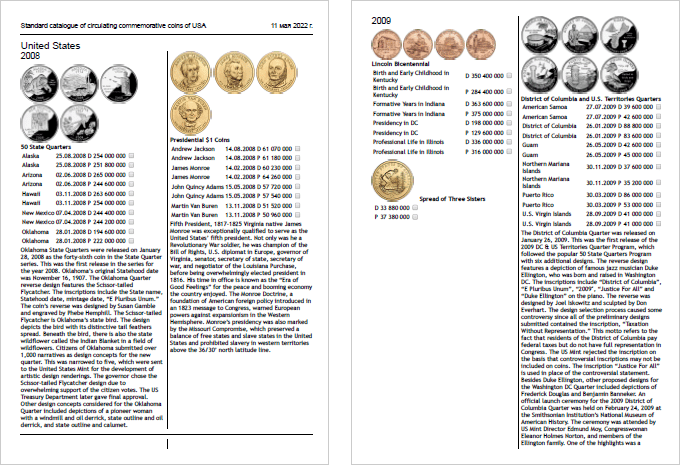 Standard catalogue of circulating commemorative coins of USA
11 мая 2022 г.
United States
2008
50 State Quarters
Alaska 25.08.2008 D 254 000 000
Alaska 25.08.2008 P 251 800 000
Arizona 02.06.2008 D 265 000 000
Arizona 02.06.2008 P 244 600 000
Hawaii 03.11.2008 D 263 600 000
Hawaii 03.11.2008 P 254 000 000
New Mexico 07.04.2008 D 244 400 000
New Mexico 07.04.2008 P 244 200 000
Oklahoma 28.01.2008 D 194 600 000
Oklahoma 28.01.2008 P 222 000 000
Oklahoma State Quarters were released on January
28, 2008 as the forty-sixth coin in the State Quarter
series. This was the first release in the series for
the year 2008. Oklahoma's original Statehood date
was November 16, 1907. The Oklahoma Quarter
reverse design features the Scissor-tailed
Flycatcher. The inscriptions include the State name,
Statehood date, mintage date, "E Pluribus Unum."
The coin's reverse was designed by Susan Gamble
and engraved by Phebe Hemphill. The Scissor-tailed
Flycatcher is Oklahoma's state bird. The design
depicts the bird with its distinctive tail feathers
spread. Beneath the bird, there is also the state
wildflower called the Indian Blanket in a field of
wildflowers. Citizens of Oklahoma submitted over
1,000 narratives as design concepts for the new
quarter. This was narrowed to five, which were sent
to the United States Mint for the development of
artistic design renderings. The governor chose the
Scissor-tailed Flycatcher design due to
overwhelming support of the citizen votes. The US
Treasury Department later gave final approval.
Other design concepts considered for the Oklahoma
Quarter included depictions of a pioneer woman
with a windmill and oil derrick, state outline and oil
derrick, and state outline and calumet.
Presidential $1 Coins
Andrew Jackson 14.08.2008 D 61 070 000
Andrew Jackson 14.08.2008 P 61 180 000
James Monroe 14.02.2008 D 60 230 000
James Monroe 14.02.2008 P 64 260 000
John Quincy Adams 15.05.2008 D 57 720 000
John Quincy Adams 15.05.2008 P 57 540 000
Martin Van Buren 13.11.2008 D 51 520 000
Martin Van Buren 13.11.2008 P 50 960 000
Fifth President, 1817-1825 Virginia native James
Monroe was exceptionally qualified to serve as the
United States' fifth president. Not only was he a
Revolutionary War soldier, he was champion of the
Bill of Rights, U.S. diplomat in Europe, governor of
Virginia, senator, secretary of state, secretary of
war, and negotiator of the Louisiana Purchase,
before being overwhelmingly elected president in
1816. His time in office is known as the "Era of
Good Feelings" for the peace and booming economy
the country enjoyed. The Monroe Doctrine, a
foundation of American foreign policy introduced in
an 1823 message to Congress, warned European
powers against expansionism in the Western
Hemisphere. Monroe's presidency was also marked
by the Missouri Compromise, which preserved a
balance of free states and slave states in the United
States and prohibited slavery in western territories
above the 36/30' north latitude line.
2009
Lincoln Bicentennial
Birth and Early Childhood in
Kentucky D 350 400 000
Birth and Early Childhood in
Kentucky P 284 400 000
Formative Years in Indiana D 363 600 000
Formative Years in Indiana P 375 000 000
Presidency in DC D 198 000 000
Presidency in DC P 129 600 000
Professional Life in Illinois D 336 000 000
Professional Life in Illinois P 316 000 000
Spread of Three Sisters
D 33 880 000
P 37 380 000
District of Columbia and U.S. Territories Quarters
American Samoa 27.07.2009 D 39 600 000
American Samoa 27.07.2009 P 42 600 000
District of Columbia 26.01.2009 D 88 800 000
District of Columbia 26.01.2009 P 83 600 000
Guam 26.05.2009 D 42 600 000
Guam 26.05.2009 P 45 000 000
Northern Mariana
Islands 30.11.2009 D 37 600 000
Northern Mariana
Islands 30.11.2009 P 35 200 000
Puerto Rico 30.03.2009 D 86 000 000
Puerto Rico 30.03.2009 P 53 000 000
U.S. Virgin Islands 28.09.2009 D 41 000 000
U.S. Virgin Islands 28.09.2009 P 41 000 000
The District of Columbia Quarter was released on
January 26, 2009. This was the first release of the
2009 DC & US Territories Quarter Program, which
followed the popular 50 State Quarters Program
with six additional designs. The reverse design
features a depiction of famous jazz musician Duke
Ellington, who was born and raised in Washington
DC. The inscriptions include "District of Columbia",
"E Pluribus Unum", "2009", "Justice For All" and
"Duke Ellington" on the piano. The reverse was
designed by Joel Iskowitz and sculpted by Don
Everhart. The design selection process caused some
controversy since all of the preliminary designs
submitted contained the inscription, "Taxation
Without Representation." This motto refers to the
fact that residents of the District of Columbia pay
federal taxes but do not have full representation in
Congress. The US Mint rejected the inscription on
the basis that controversial inscriptions may not be
included on coins. The inscription "Justice For All"
is used in place of the controversial statement.
Besides Duke Ellington, other proposed designs for
the Washington DC Quarter included depictions of
Frederick Douglas and Benjamin Banneker. An
official launch ceremony for the 2009 District of
Columbia Quarter was held on February 24, 2009 at
the Smithsonian Institution's National Museum of
American History. The ceremony was attended by
US Mint Director Edmund Moy, Congresswoman
Eleanor Holmes Norton, and members of the
Ellington family. One of the highlights was a